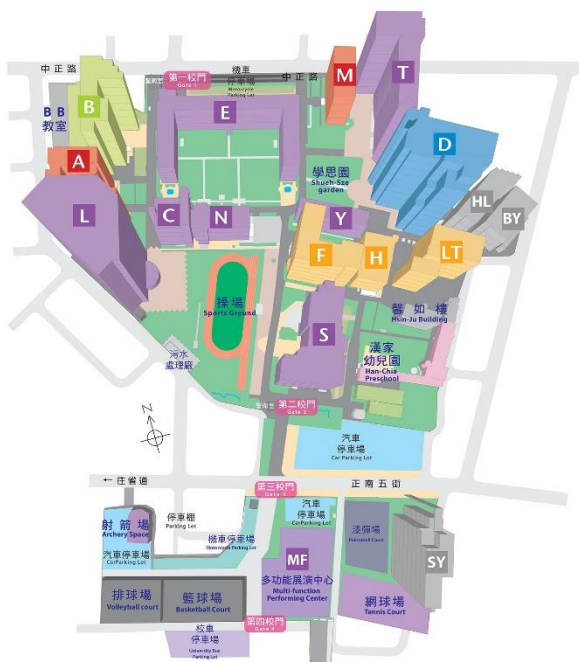 中正路
第一校門
Gate 1
機車
停車場
Motorcycle
Parking Lot
中正路
M
T
B
BB
教室
E
A
L
C
N
學思園
Shueh-Sze
garden
D
HL
BY
Y
F
H
LT
操場
Sports Ground
S
馨如樓
Hsin-Ju Building
漢家
幼兒園
Han-Chia
Preschool
污水
處理廠
N
第二校門
Gate 2
汽車
停車場
Car Parking Lot
←往省道
第三校門
Gate 3
正南五街
射箭場
Archery Space
停車棚
Parking Lot
機車停車場
Motorcycle Parking Lot
汽車
停車場
CarParking Lot
漆彈場
Paintball Court
汽車停車場
CarParking Lot
MF
多功能展演中心
Multi-function
Performing Center
SY
排球場
Volleyball court
籃球場
Basketball Court
網球場
Tennis Court
第四校門
Gate 4
校車
停車場
University Bus
Parking Lot